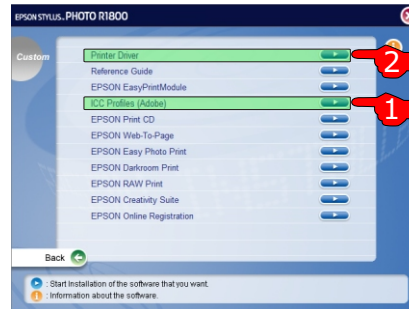 EPSON STYLUS PHOTO R1800
Custom
Printer Driver
2
Reference Guide
EPSON EasyPrintModule
ICC Profiles (Adobe)
1
EPSON Print CD
EPSON Web-To-Page
EPSON Easy Photo Print
EPSON Darkroom Print
EPSON RAW Print
EPSON Creativity Suite
EPSON Online Registration
Back
: Start Installation of the software that you want.
: Information about the software.